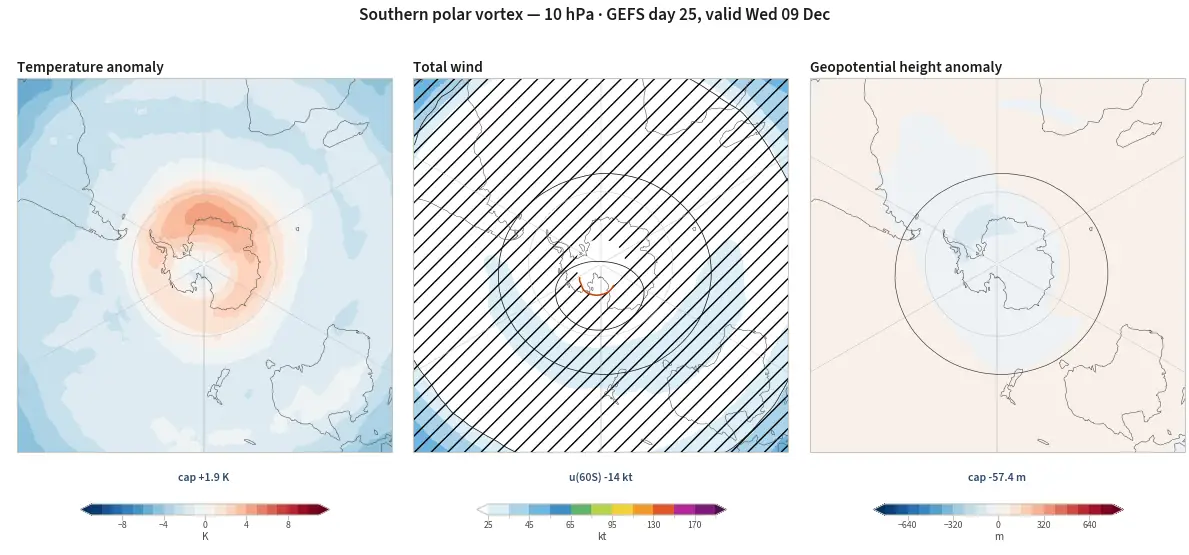 Southern polar vortex — 10 hPa · GEFS day 25, valid Wed 09 Dec
Temperature anomaly
Total wind
Geopotential height anomaly
cap +1.9 K
u(60S) -14 kt
cap -57.4 m
−8 −4 0 4 8
K
25 45 65 95 130 170
kt
−640 −320 0 320 640
m